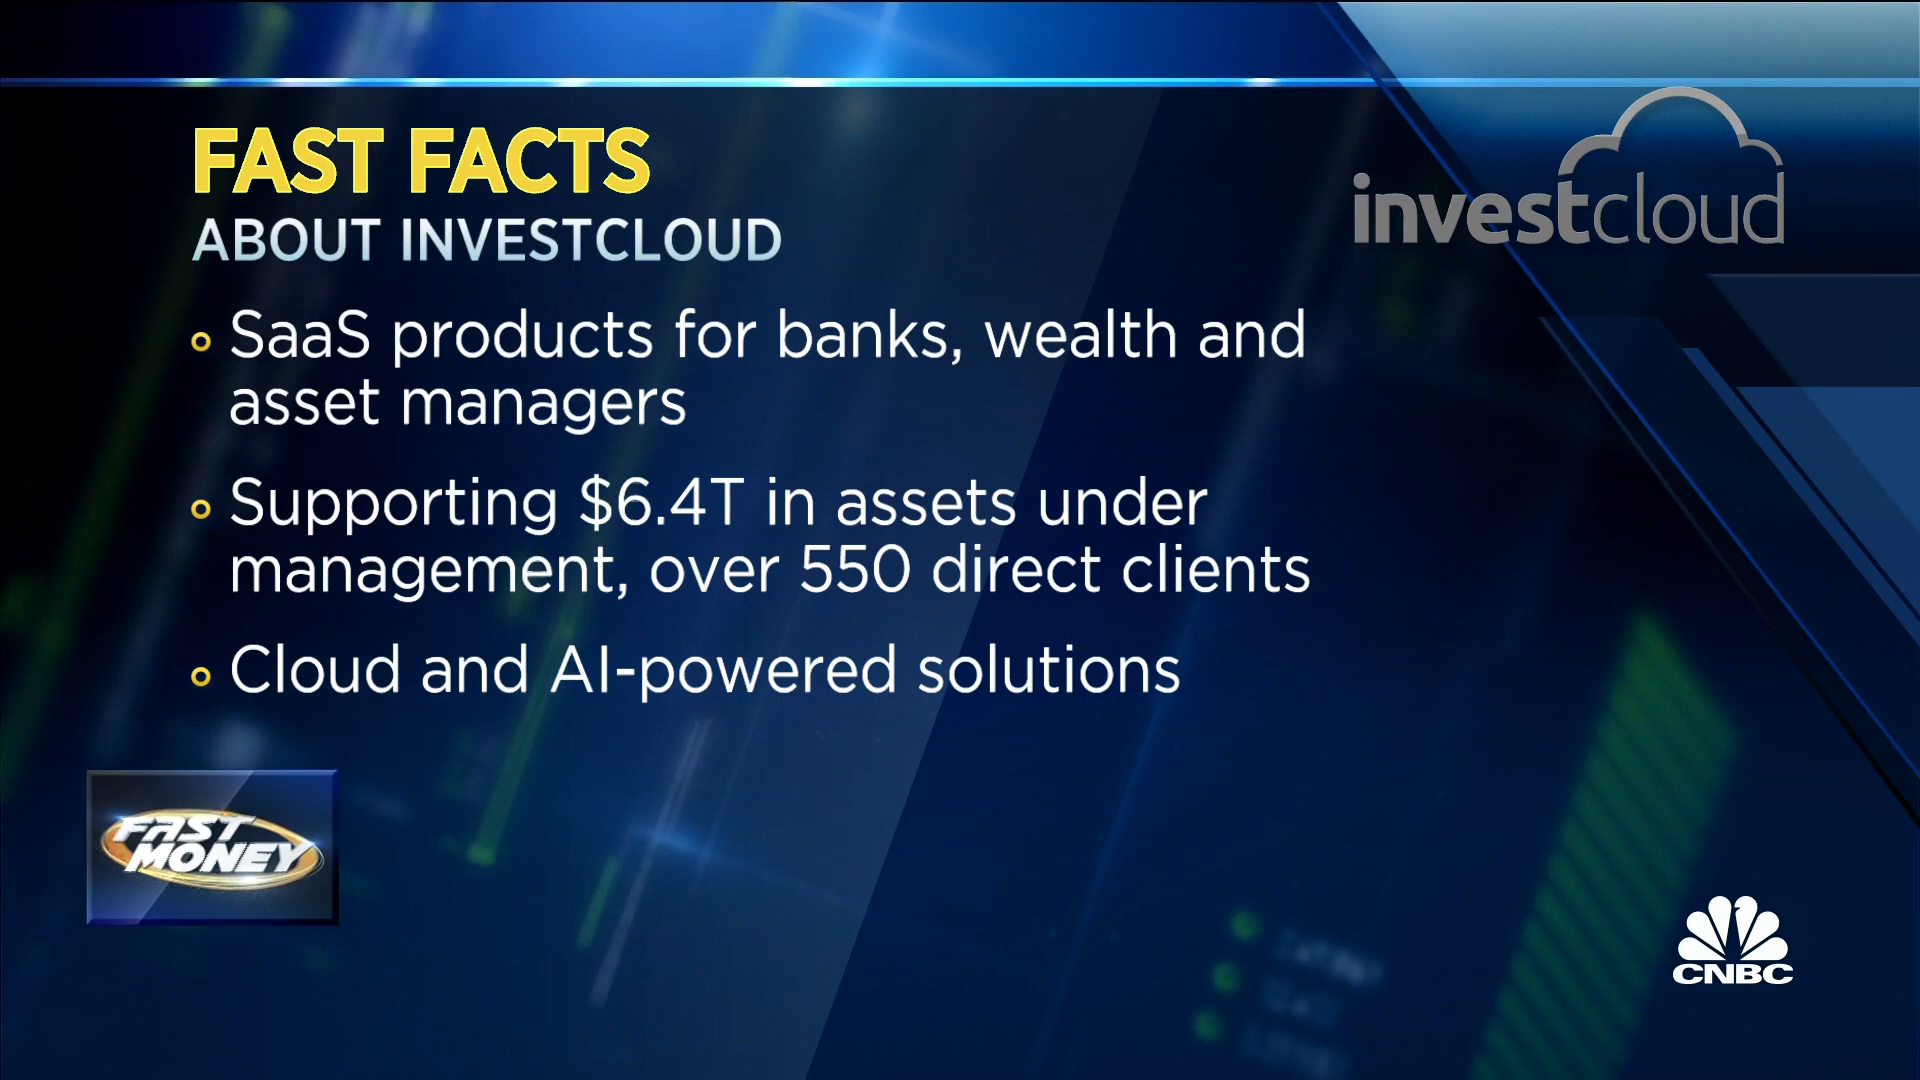 FAST FACTS
investcloud
ABOUT INVESTCLOUD
SaaS products for banks, wealth and
asset managers
Supporting $6.4T in assets under
management, over 550 direct clients
Cloud and AI-powered solutions
FAST
MONEY
CNBC